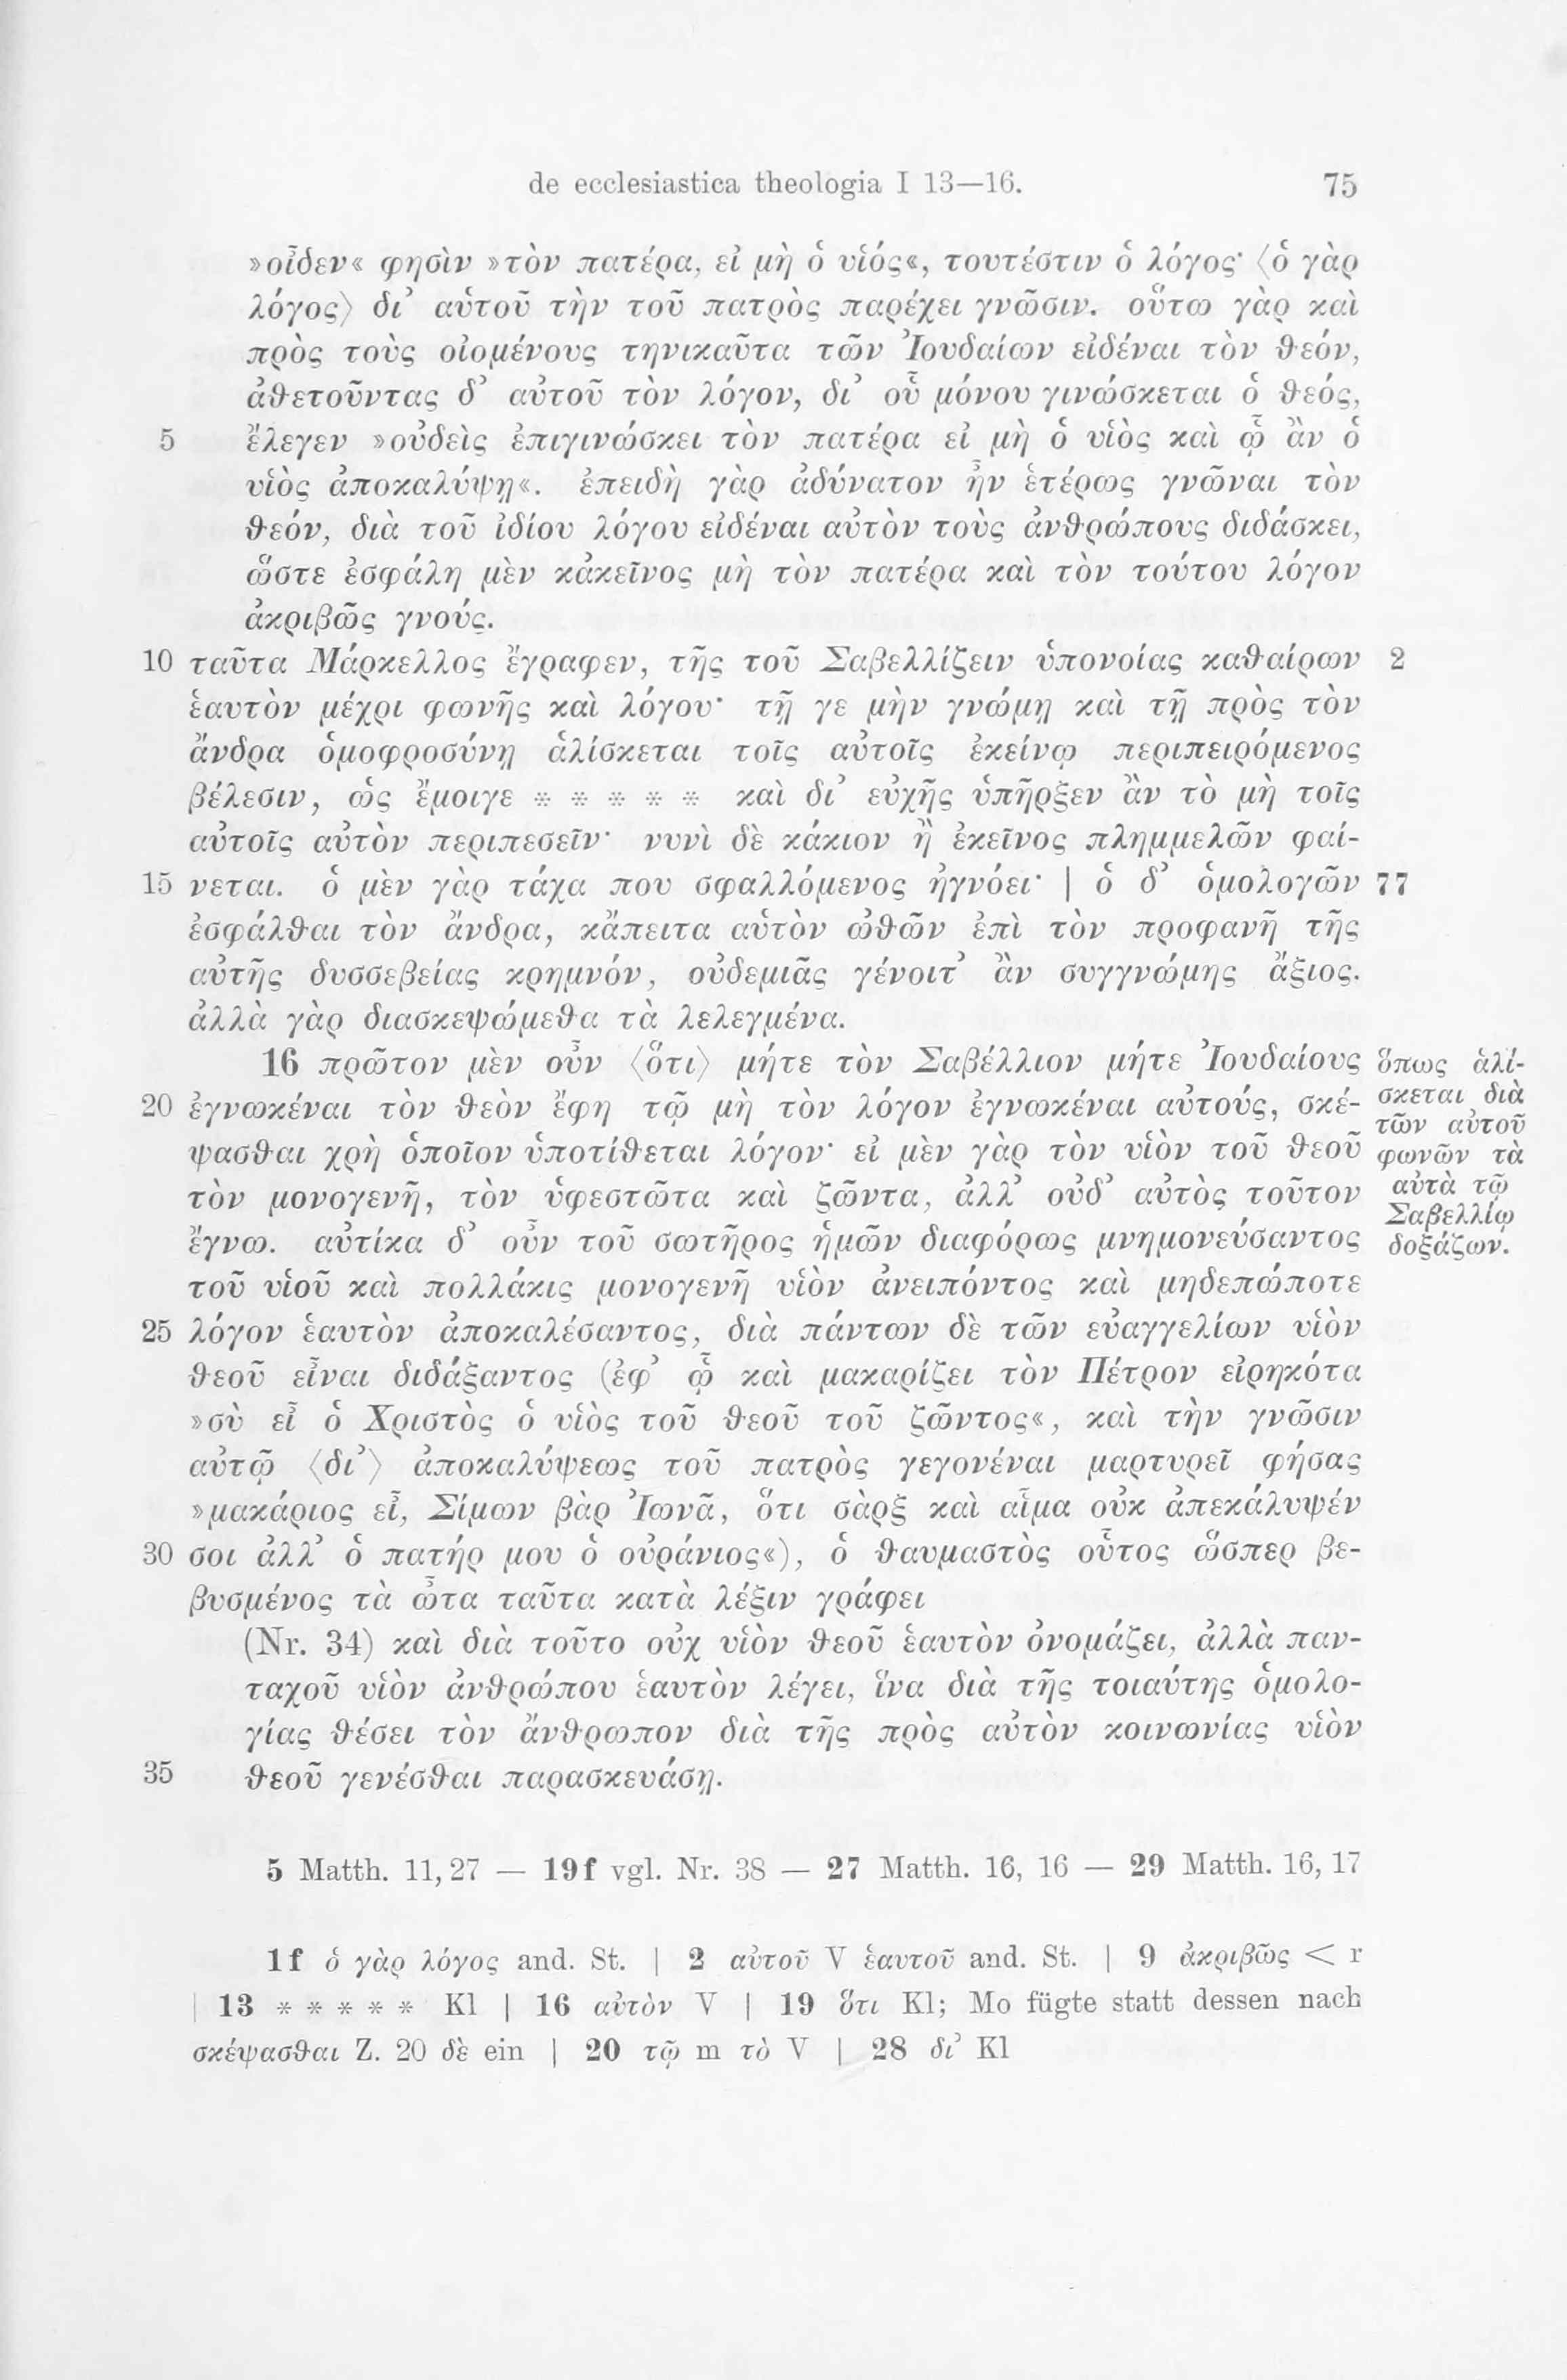 de ecclesiastica theologia I 13—16. 75
»οἶδεν« φησὶν »τὸν πατέρα, εἰ μὴ ὁ υἱός«, τουτέστιν ὁ λόγος· ⟨ὁ γὰρ
λόγος⟩ δι᾽ αὑτοῦ τὴν τοῦ πατρὸς παρέχει γνῶσιν. οὕτω γὰρ καὶ
πρὸς τοὺς οἰομένους τηνικαῦτα τῶν Ἰουδαίων εἰδέναι τὸν θεόν,
ἀθετοῦντας δ᾽ αὐτοῦ τὸν λόγον, δι᾽ οὗ μόνου γινώσκεται ὁ θεός,
5 ἔλεγεν »οὐδεὶς ἐπιγινώσκει τὸν πατέρα εἰ μὴ ὁ υἱὸς καὶ ᾧ ἂν ὁ
υἱὸς ἀποκαλύψῃ«. ἐπειδὴ γὰρ ἀδύνατον ἦν ἑτέρως γνῶναι τὸν
θεόν, διὰ τοῦ ἰδίου λόγου εἰδέναι αὐτὸν τοὺς ἀνθρώπους διδάσκει,
ὥστε ἐσφάλη μὲν κἀκεῖνος μὴ τὸν πατέρα καὶ τὸν τούτου λόγον
ἀκριβῶς γνούς.
10 ταῦτα Μάρκελλος ἔγραφεν, τῆς τοῦ Σαβελλίζειν ὑπονοίας καθαίρων 2
ἑαυτὸν μέχρι φωνῆς καὶ λόγου· τῇ γε μὴν γνώμῃ καὶ τῇ πρὸς τὸν
ἄνδρα ὁμοφροσύνῃ ἁλίσκεται τοῖς αὐτοῖς ἐκείνῳ περιπειρόμενος
βέλεσιν, ὡς ἔμοιγε * * * * * καὶ δι᾽ εὐχῆς ὑπῆρξεν ἂν τὸ μὴ τοῖς
αὐτοῖς αὐτὸν περιπεσεῖν· νυνὶ δὲ κάκιον ἢ ἐκεῖνος πλημμελῶν φαί-
15 νεται. ὁ μὲν γὰρ τάχα που σφαλλόμενος ἠγνόει· | ὁ δ᾽ ὁμολογῶν 77
ἐσφάλθαι τὸν ἄνδρα, κἄπειτα αὑτὸν ὠθῶν ἐπὶ τὸν προφανῆ τῆς
αὐτῆς δυσσεβείας κρημνόν, οὐδεμιᾶς γένοιτ᾽ ἂν συγγνώμης ἄξιος.
ἀλλὰ γὰρ διασκεψώμεθα τὰ λελεγμένα.
16 πρῶτον μὲν οὖν ⟨ὅτι⟩ μήτε τὸν Σαβέλλιον μήτε Ἰουδαίους
20 ἐγνωκέναι τὸν θεὸν ἔφη τῷ μὴ τὸν λόγον ἐγνωκέναι αὐτούς, σκέ-
ψασθαι χρὴ ὁποῖον ὑποτίθεται λόγον· εἰ μὲν γὰρ τὸν υἱὸν τοῦ θεοῦ
τὸν μονογενῆ, τὸν ὑφεστῶτα καὶ ζῶντα, ἀλλ᾽ οὐδ᾽ αὐτὸς τοῦτον
ἔγνω. αὐτίκα δ᾽ οὖν τοῦ σωτῆρος ἡμῶν διαφόρως μνημονεύσαντος
τοῦ υἱοῦ καὶ πολλάκις μονογενῆ υἱὸν ἀνειπόντος καὶ μηδεπώποτε
25 λόγον ἑαυτὸν ἀποκαλέσαντος, διὰ πάντων δὲ τῶν εὐαγγελίων υἱὸν
θεοῦ εἶναι διδάξαντος (ἐφ᾽ ᾧ καὶ μακαρίζει τὸν Πέτρον εἰρηκότα
»σὺ εἶ ὁ Χριστὸς ὁ υἱὸς τοῦ θεοῦ τοῦ ζῶντος«, καὶ τὴν γνῶσιν
αὐτῷ ⟨δι᾽⟩ ἀποκαλύψεως τοῦ πατρὸς γεγονέναι μαρτυρεῖ φήσας
»μακάριος εἶ, Σίμων βὰρ Ἰωνᾶ, ὅτι σὰρξ καὶ αἷμα οὐκ ἀπεκάλυψέν
30 σοι ἀλλ᾽ ὁ πατήρ μου ὁ οὐράνιος«), ὁ θαυμαστὸς οὗτος ὥσπερ βε-
βυσμένος τὰ ὦτα ταῦτα κατὰ λέξιν γράφει
(Nr. 34) καὶ διὰ τοῦτο οὐχ υἱὸν θεοῦ ἑαυτὸν ὀνομάζει, ἀλλὰ παν-
ταχοῦ υἱὸν ἀνθρώπου ἑαυτὸν λέγει, ἵνα διὰ τῆς τοιαύτης ὁμολο-
γίας θέσει τὸν ἄνθρωπον διὰ τῆς πρὸς αὐτὸν κοινωνίας υἱὸν
35 θεοῦ γενέσθαι παρασκευάσῃ.
ὅπως ἁλί-
σκεται διὰ
τῶν αὐτοῦ
φωνῶν τὰ
αὐτὰ τῷ
Σαβελλίῳ
δοξάζων.
5 Matth. 11,27 — 19f vgl. Nr. 38 — 27 Matth. 16, 16 — 29 Matth. 16, 17
1f ὁ γὰρ λόγος and. St. | 2 αὐτοῦ V ἑαυτοῦ and. St. | 9 ἀκριβῶς < r
| 13 * * * * * Kl | 16 αὐτὸν V | 19 ὅτι Kl; Mo fügte statt dessen nach
σκέψασθαι Z. 20 δὲ ein | 20 τῷ m τὸ V | 28 δι᾽ Kl